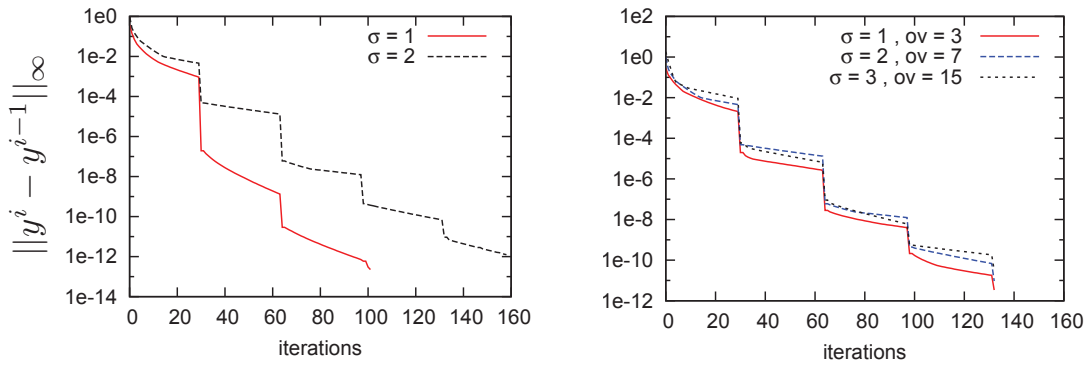 ||y^i − y^{i−1}||_∞
1e0
1e-2
1e-4
1e-6
1e-8
1e-10
1e-12
1e-14
0 20 40 60 80 100 120 140 160
iterations
σ = 1
σ = 2
1e2
1e0
1e-2
1e-4
1e-6
1e-8
1e-10
1e-12
0 20 40 60 80 100 120 140 160
iterations
σ = 1 , ov = 3
σ = 2 , ov = 7
σ = 3 , ov = 15